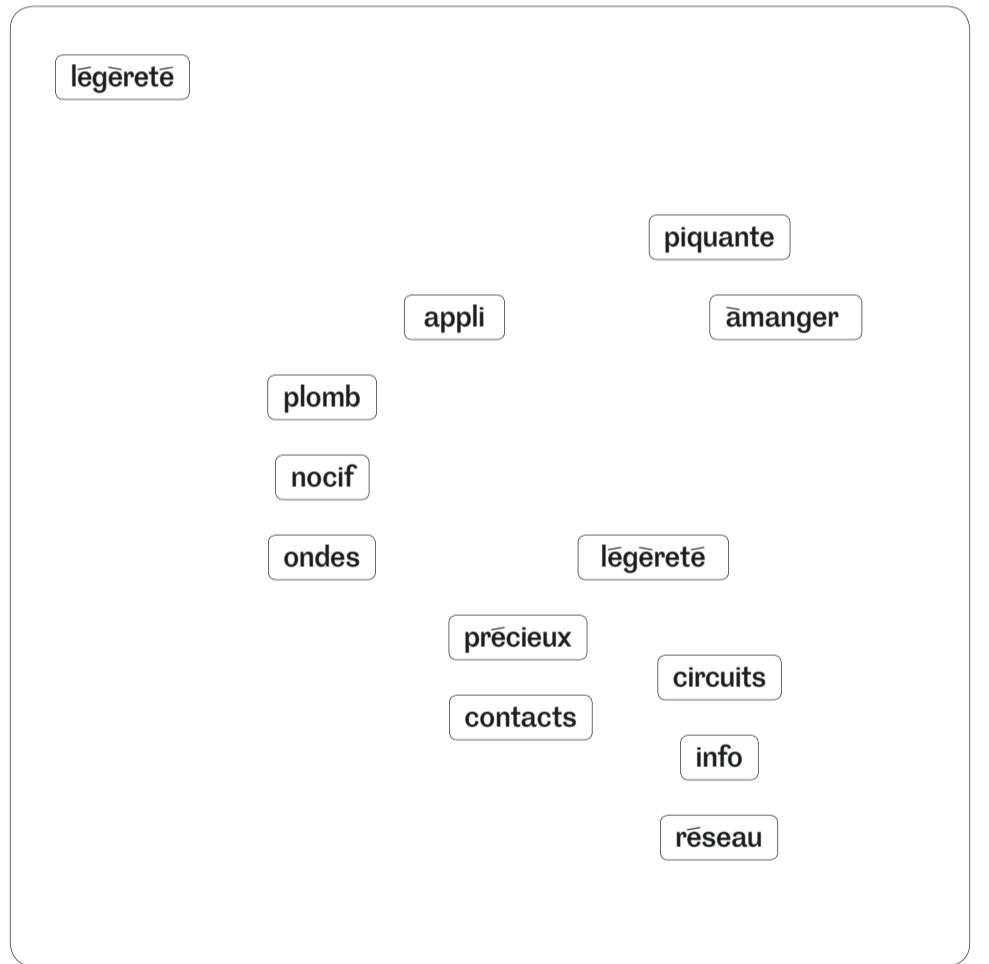 légèreté
piquante
appli àmanger
plomb
nocif
ondes légèreté
précieux
circuits
contacts
info
réseau